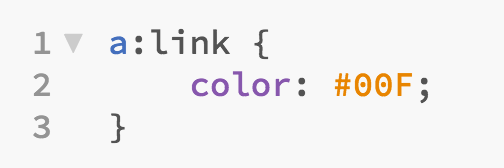 1 ▼ a:link {
2     color: #00F;
3 }